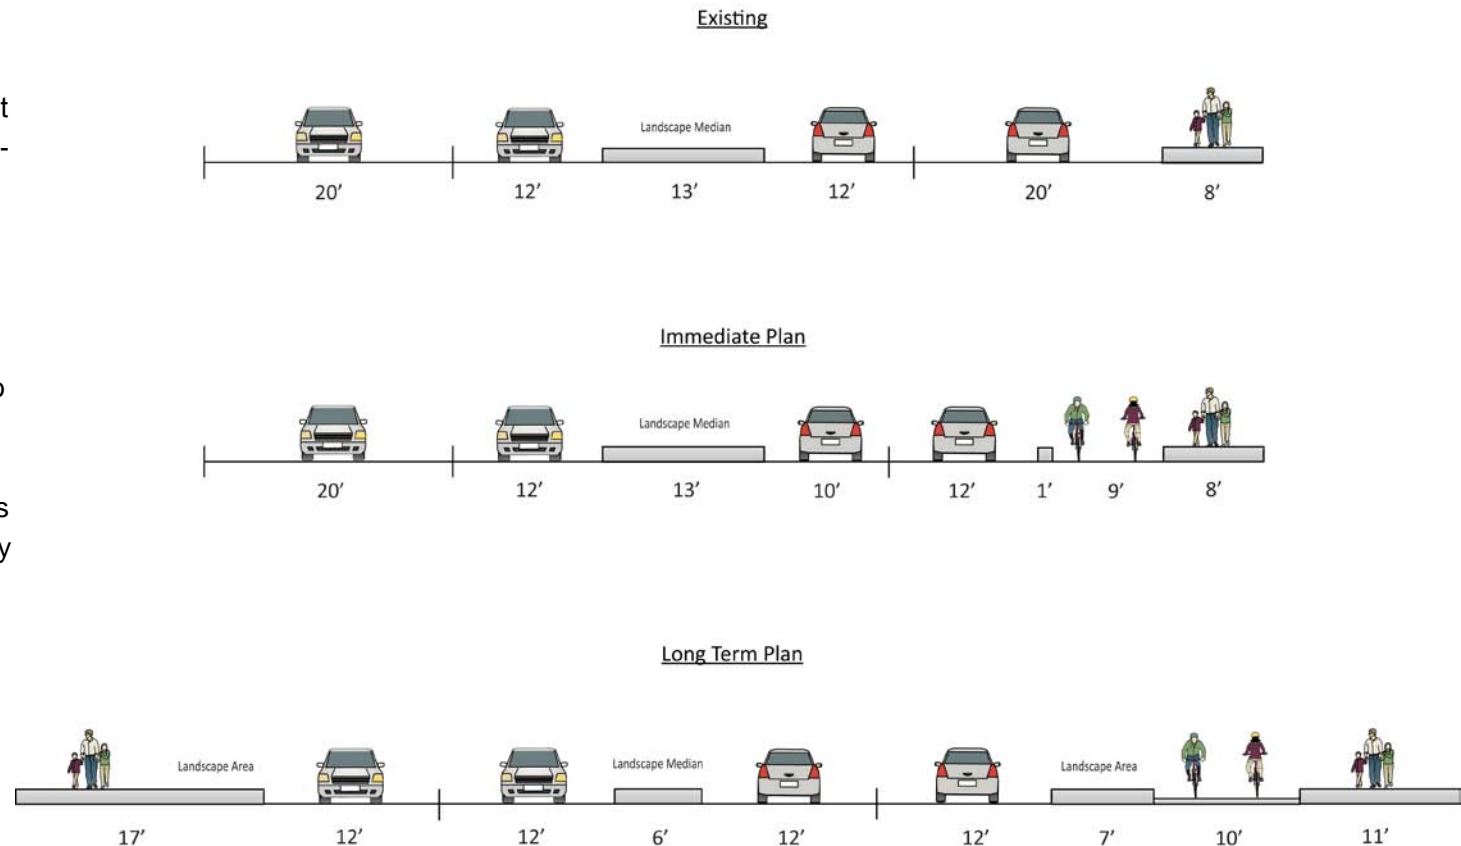 Existing
t
-
Landscape Median
20’ 12’ 13’ 12’ 20’ 8’
Immediate Plan
o
Landscape Median
20’ 12’ 13’ 10’ 12’ 1’ 9’ 8’
s
y
Long Term Plan
Landscape Area Landscape Median Landscape Area
17’ 12’ 12’ 6’ 12’ 12’ 7’ 10’ 11’